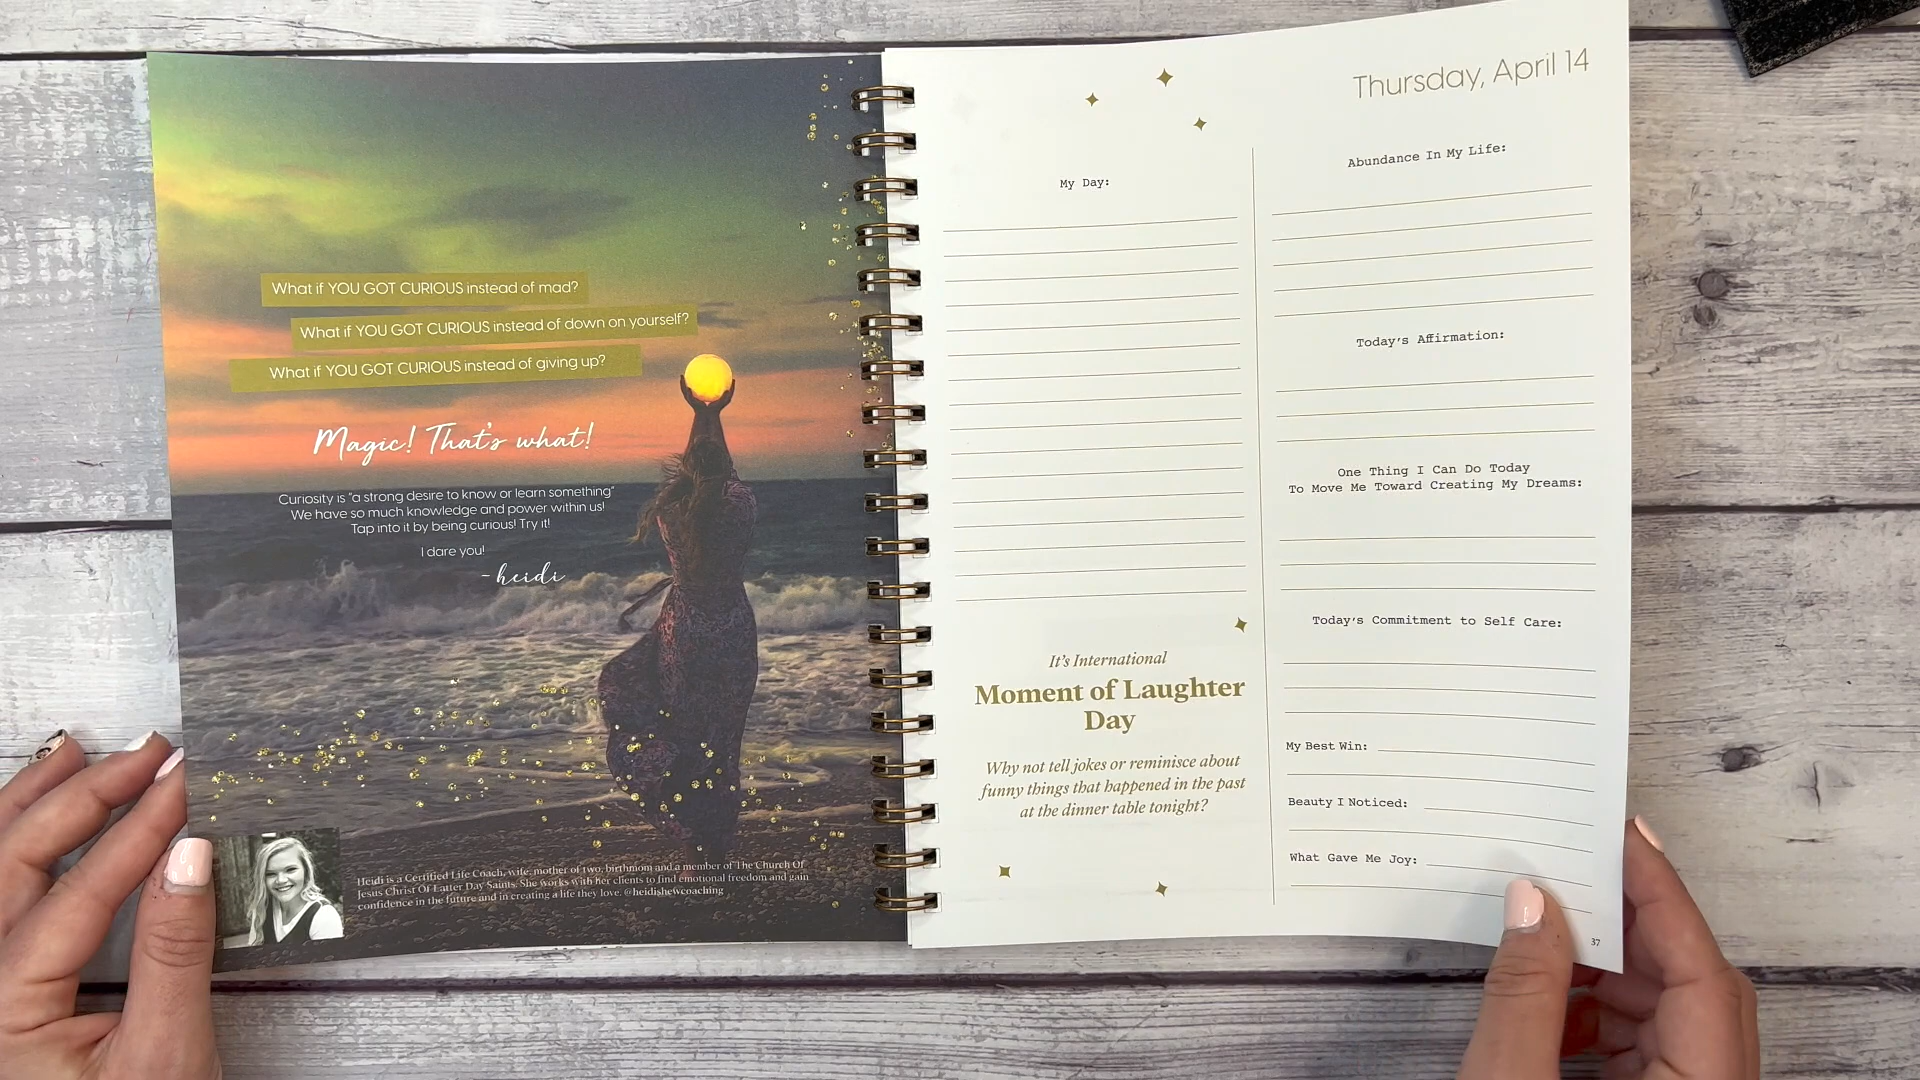 What if YOU GOT CURIOUS instead of mad?
What if YOU GOT CURIOUS instead of down on yourself?
What if YOU GOT CURIOUS instead of giving up?
Magic! That's what!
Curiosity is "a strong desire to know or learn something"
We have so much knowledge and power within us!
Tap into it by being curious! Try it!
I dare you!
- heidi
Heidi is a Certified Life Coach, wife, mother of two, birthmom and a member of The Church Of
Jesus Christ Of Latter Day Saints. She works with her clients to find emotional freedom and gain
confidence in the future and in creating a life they love. @heidishewcoaching
Thursday, April 14
My Day:
It's International
Moment of Laughter
Day
Why not tell jokes or reminisce about
funny things that happened in the past
at the dinner table tonight?
Abundance In My Life:
Today's Affirmation:
One Thing I Can Do Today
To Move Me Toward Creating My Dreams:
Today's Commitment to Self Care:
My Best Win:
Beauty I Noticed:
What Gave Me Joy:
37